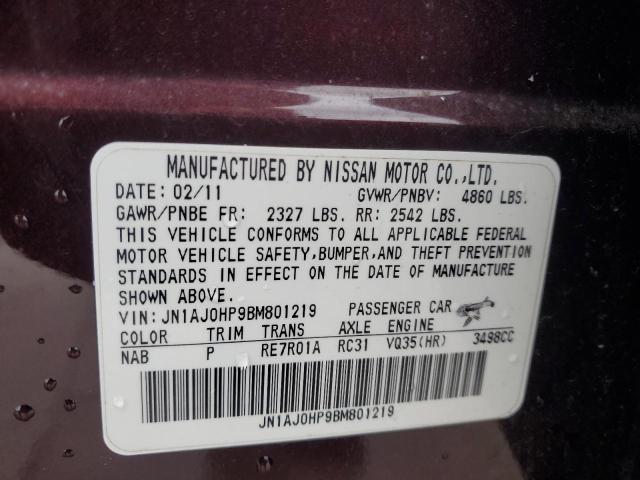 MANUFACTURED BY NISSAN MOTOR CO.,LTD.
DATE: 02/11 GVWR/PNBV: 4860 LBS.
GAWR/PNBE FR: 2327 LBS. RR: 2542 LBS.
THIS VEHICLE CONFORMS TO ALL APPLICABLE FEDERAL
MOTOR VEHICLE SAFETY,BUMPER,AND THEFT PREVENTION
STANDARDS IN EFFECT ON THE DATE OF MANUFACTURE
SHOWN ABOVE.
VIN: JN1AJ0HP9BM801219 PASSENGER CAR
COLOR TRIM TRANS AXLE ENGINE
NAB P RE7R01A RC31 VQ35(HR) 3498CC
JN1AJ0HP9BM801219